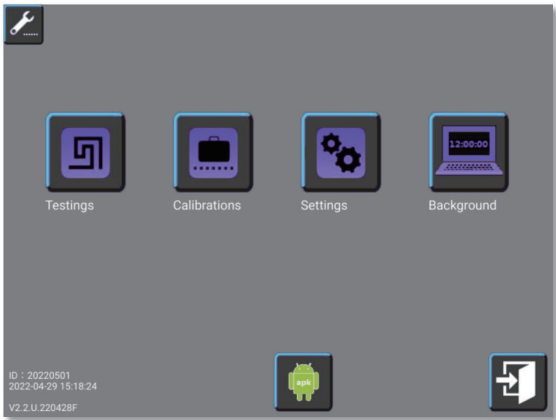 Testings
Calibrations
Settings
12:00:00
Background
apk
ID：20220501
2022-04-29 15:18:24
V2.2.U.220428F